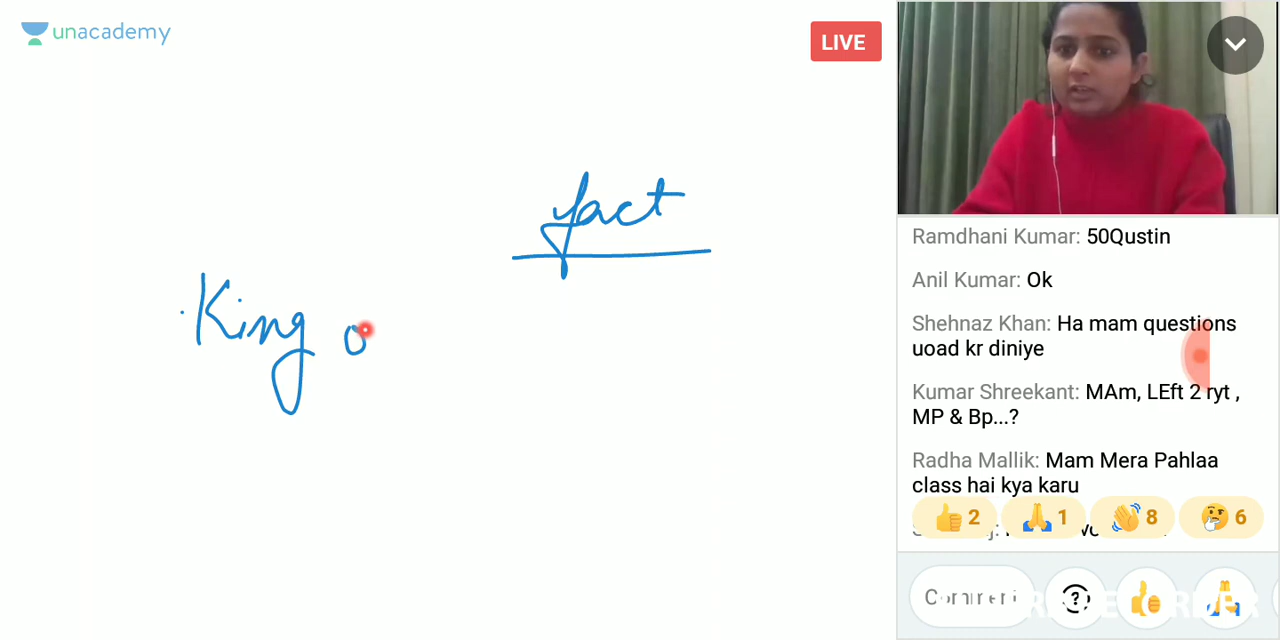 unacademy
LIVE
fact
King o
Ramdhani Kumar: 50Qustin
Anil Kumar: Ok
Shehnaz Khan: Ha mam questions
uoad kr diniye
Kumar Shreekant: MAm, LEft 2 ryt ,
MP & Bp...?
Radha Mallik: Mam Mera Pahlaa
class hai kya karu
2 1 8 6